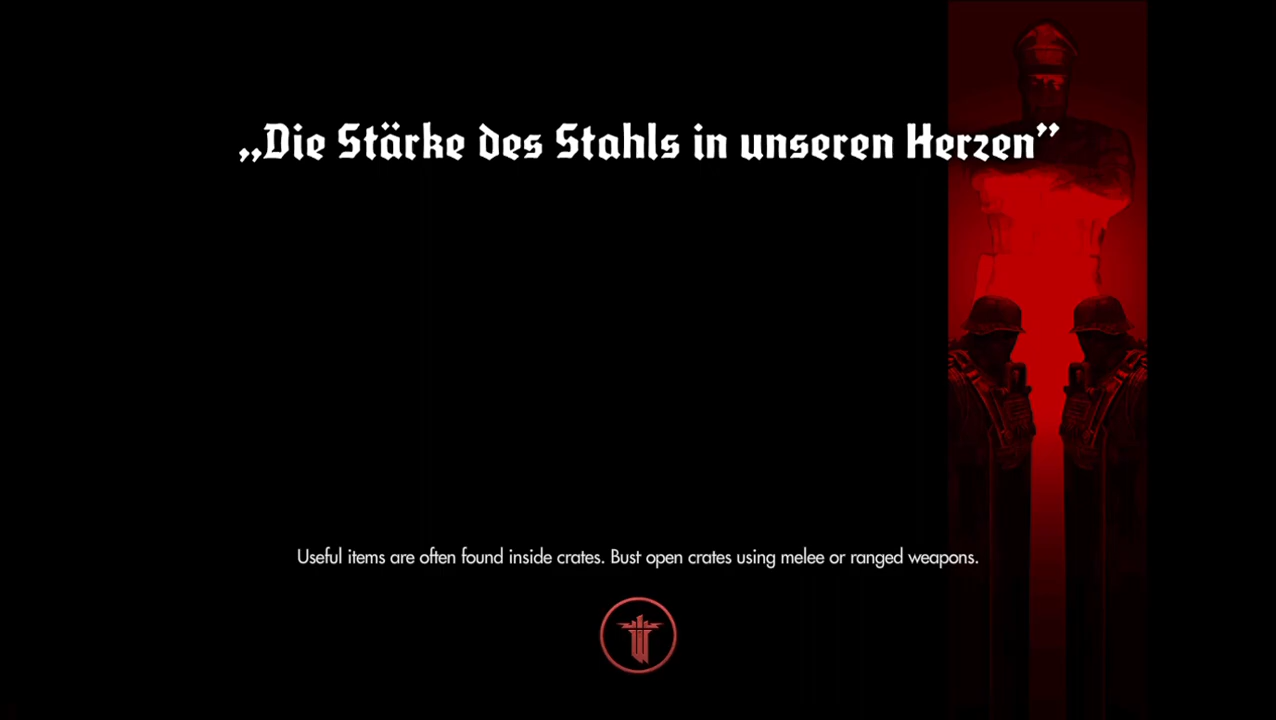 „Die Stärke des Stahls in unseren Herzen”
Useful items are often found inside crates. Bust open crates using melee or ranged weapons.